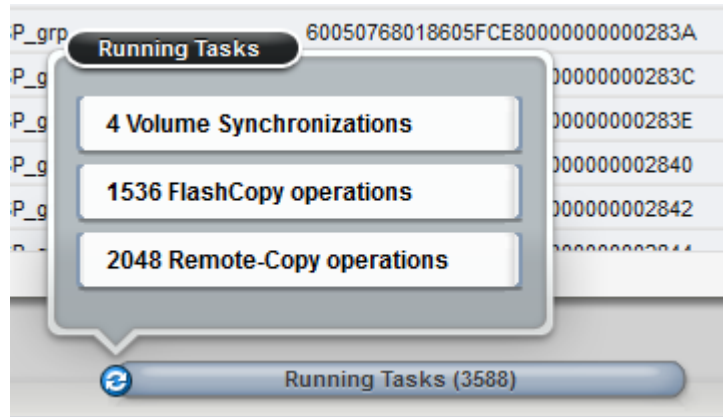 P_grp 60050768018605FCE80000000000283A
Running Tasks
P_g 00000000283C
4 Volume Synchronizations
P_g 00000000283E
P_g 000000002840
1536 FlashCopy operations
P_g 000000002842
2048 Remote-Copy operations
Running Tasks (3588)